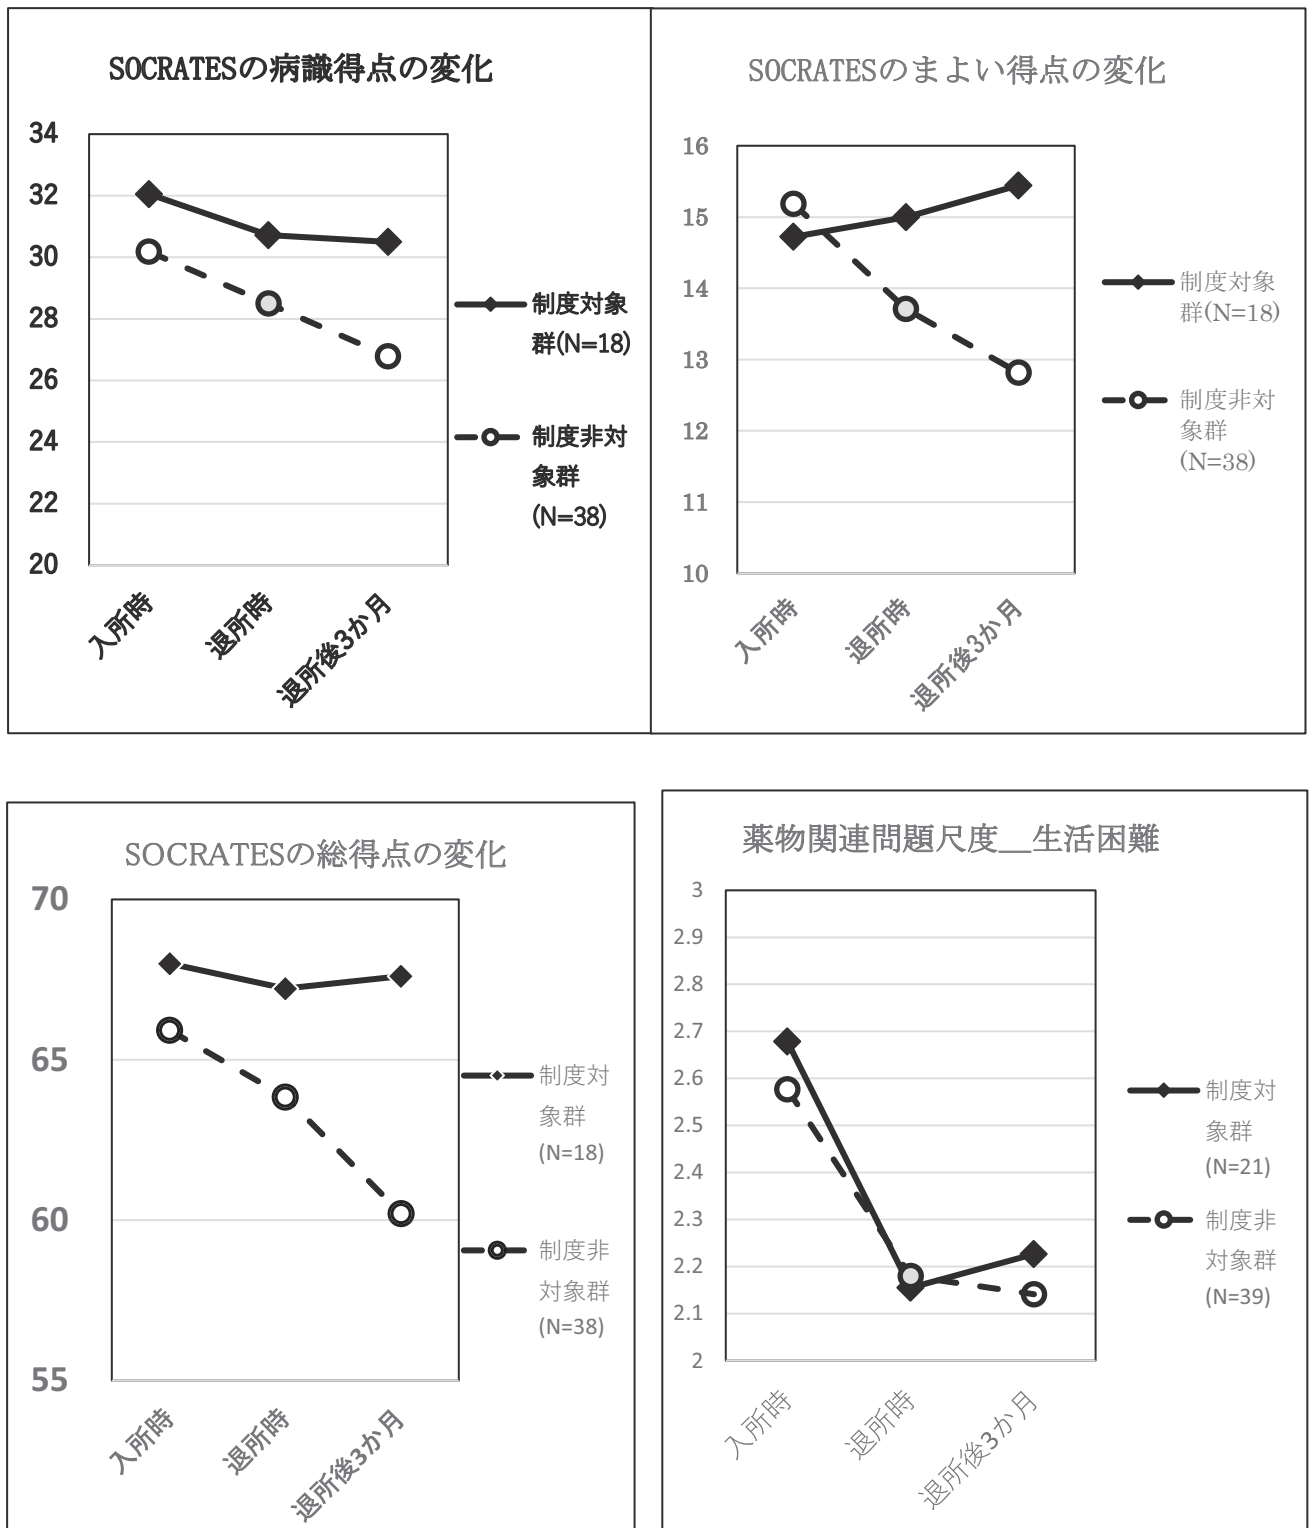 SOCRATESの病識得点の変化
34
32
30
28
26
24
22
20
入所時
退所時
退所後3か月
制度対象
群(N=18)
制度非対
象群
(N=38)
SOCRATESのまよい得点の変化
16
15
14
13
12
11
10
入所時
退所時
退所後3か月
制度対象
群(N=18)
制度非対
象群
(N=38)
SOCRATESの総得点の変化
70
65
60
55
入所時
退所時
退所後3か月
制度対
象群
(N=18)
制度非
対象群
(N=38)
薬物関連問題尺度__生活困難
3
2.9
2.8
2.7
2.6
2.5
2.4
2.3
2.2
2.1
2
入所時
退所時
退所後3か月
制度対
象群
(N=21)
制度非
対象群
(N=39)